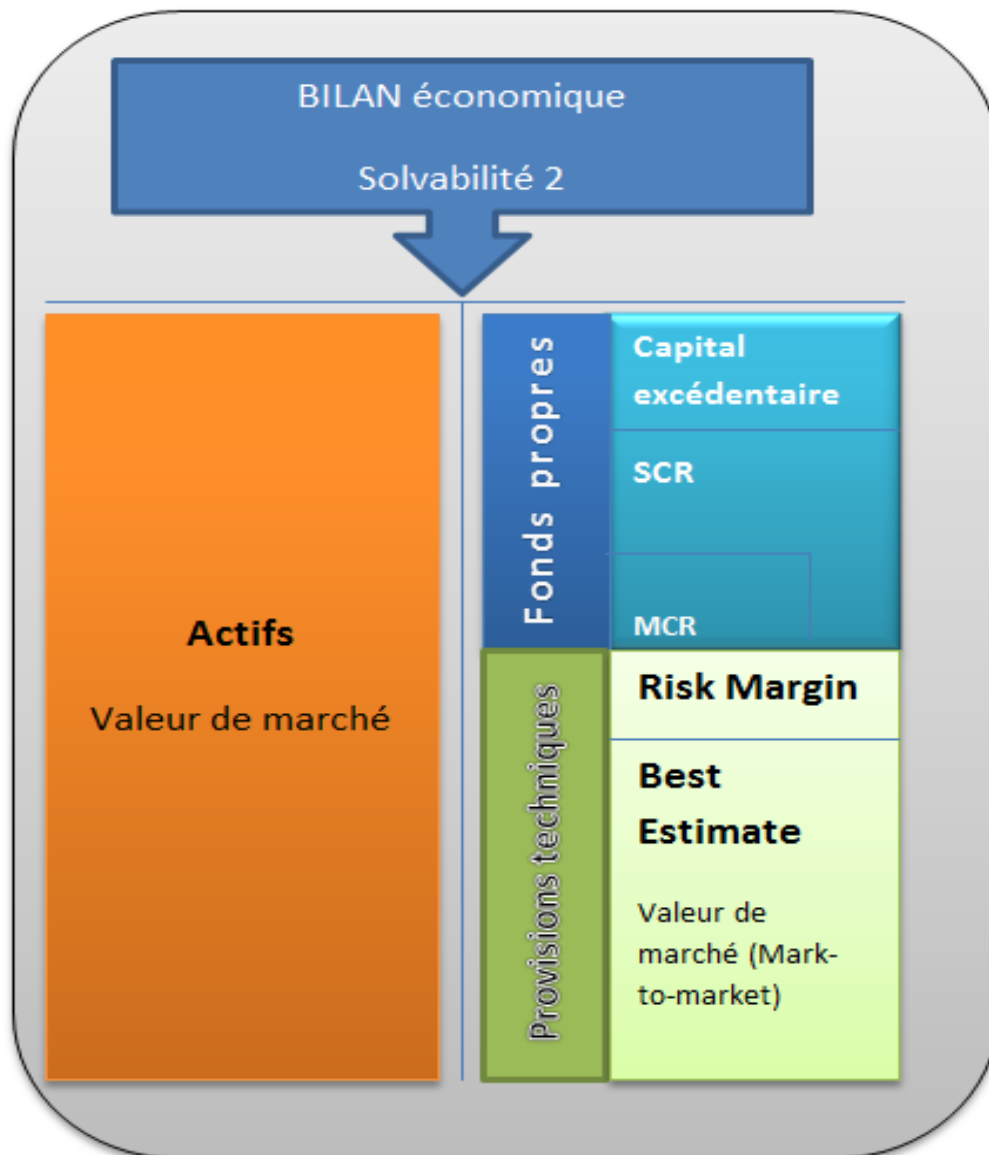 BILAN économique
Solvabilité 2
Actifs
Valeur de marché
Fonds propres
Capital
excédentaire
SCR
MCR
Provisions techniques
Risk Margin
Best
Estimate
Valeur de
marché (Mark-
to-market)